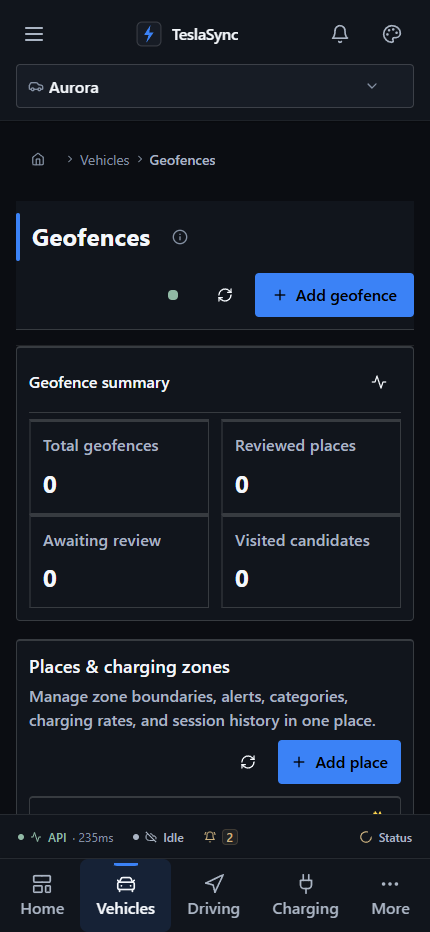 TeslaSync
Aurora
Vehicles
Geofences
Geofences
Add geofence
Geofence summary
Total geofences
Reviewed places
0
0
Awaiting review
Visited candidates
0
0
Places & charging zones
Manage zone boundaries, alerts, categories,
charging rates, and session history in one place.
Add place
API · 235ms
Idle
2
Status
Home
Vehicles
Driving
Charging
More